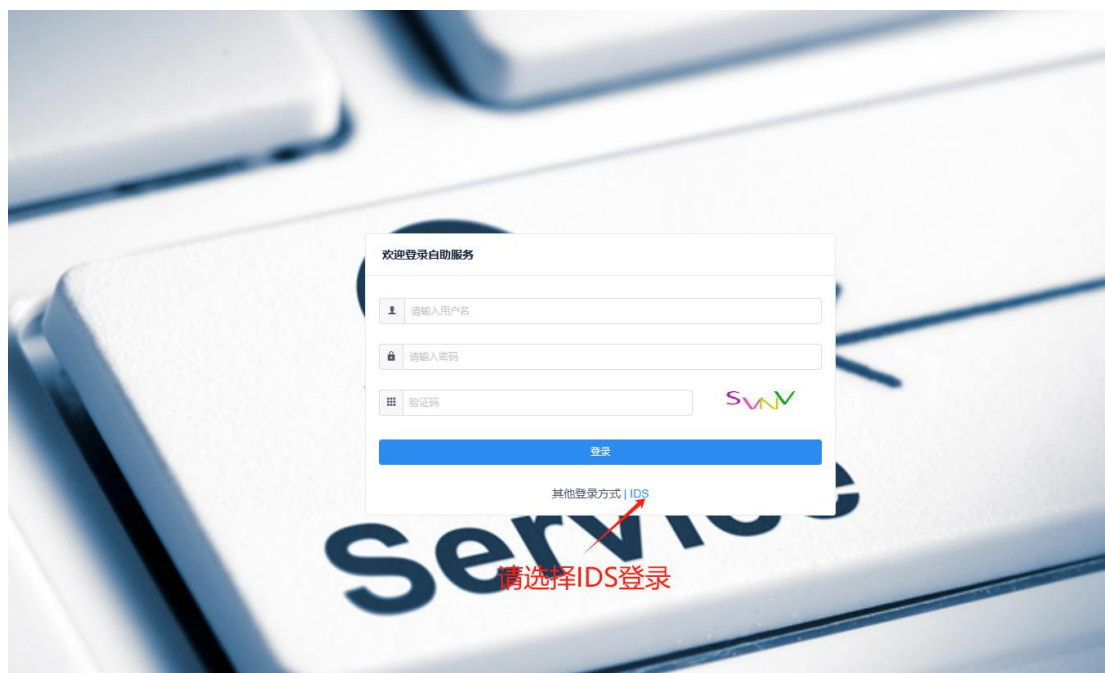 欢迎登录自助服务
请输入用户名
请输入密码
验证码
SVNV
登录
其他登录方式 | IDS
Service
请选择IDS登录